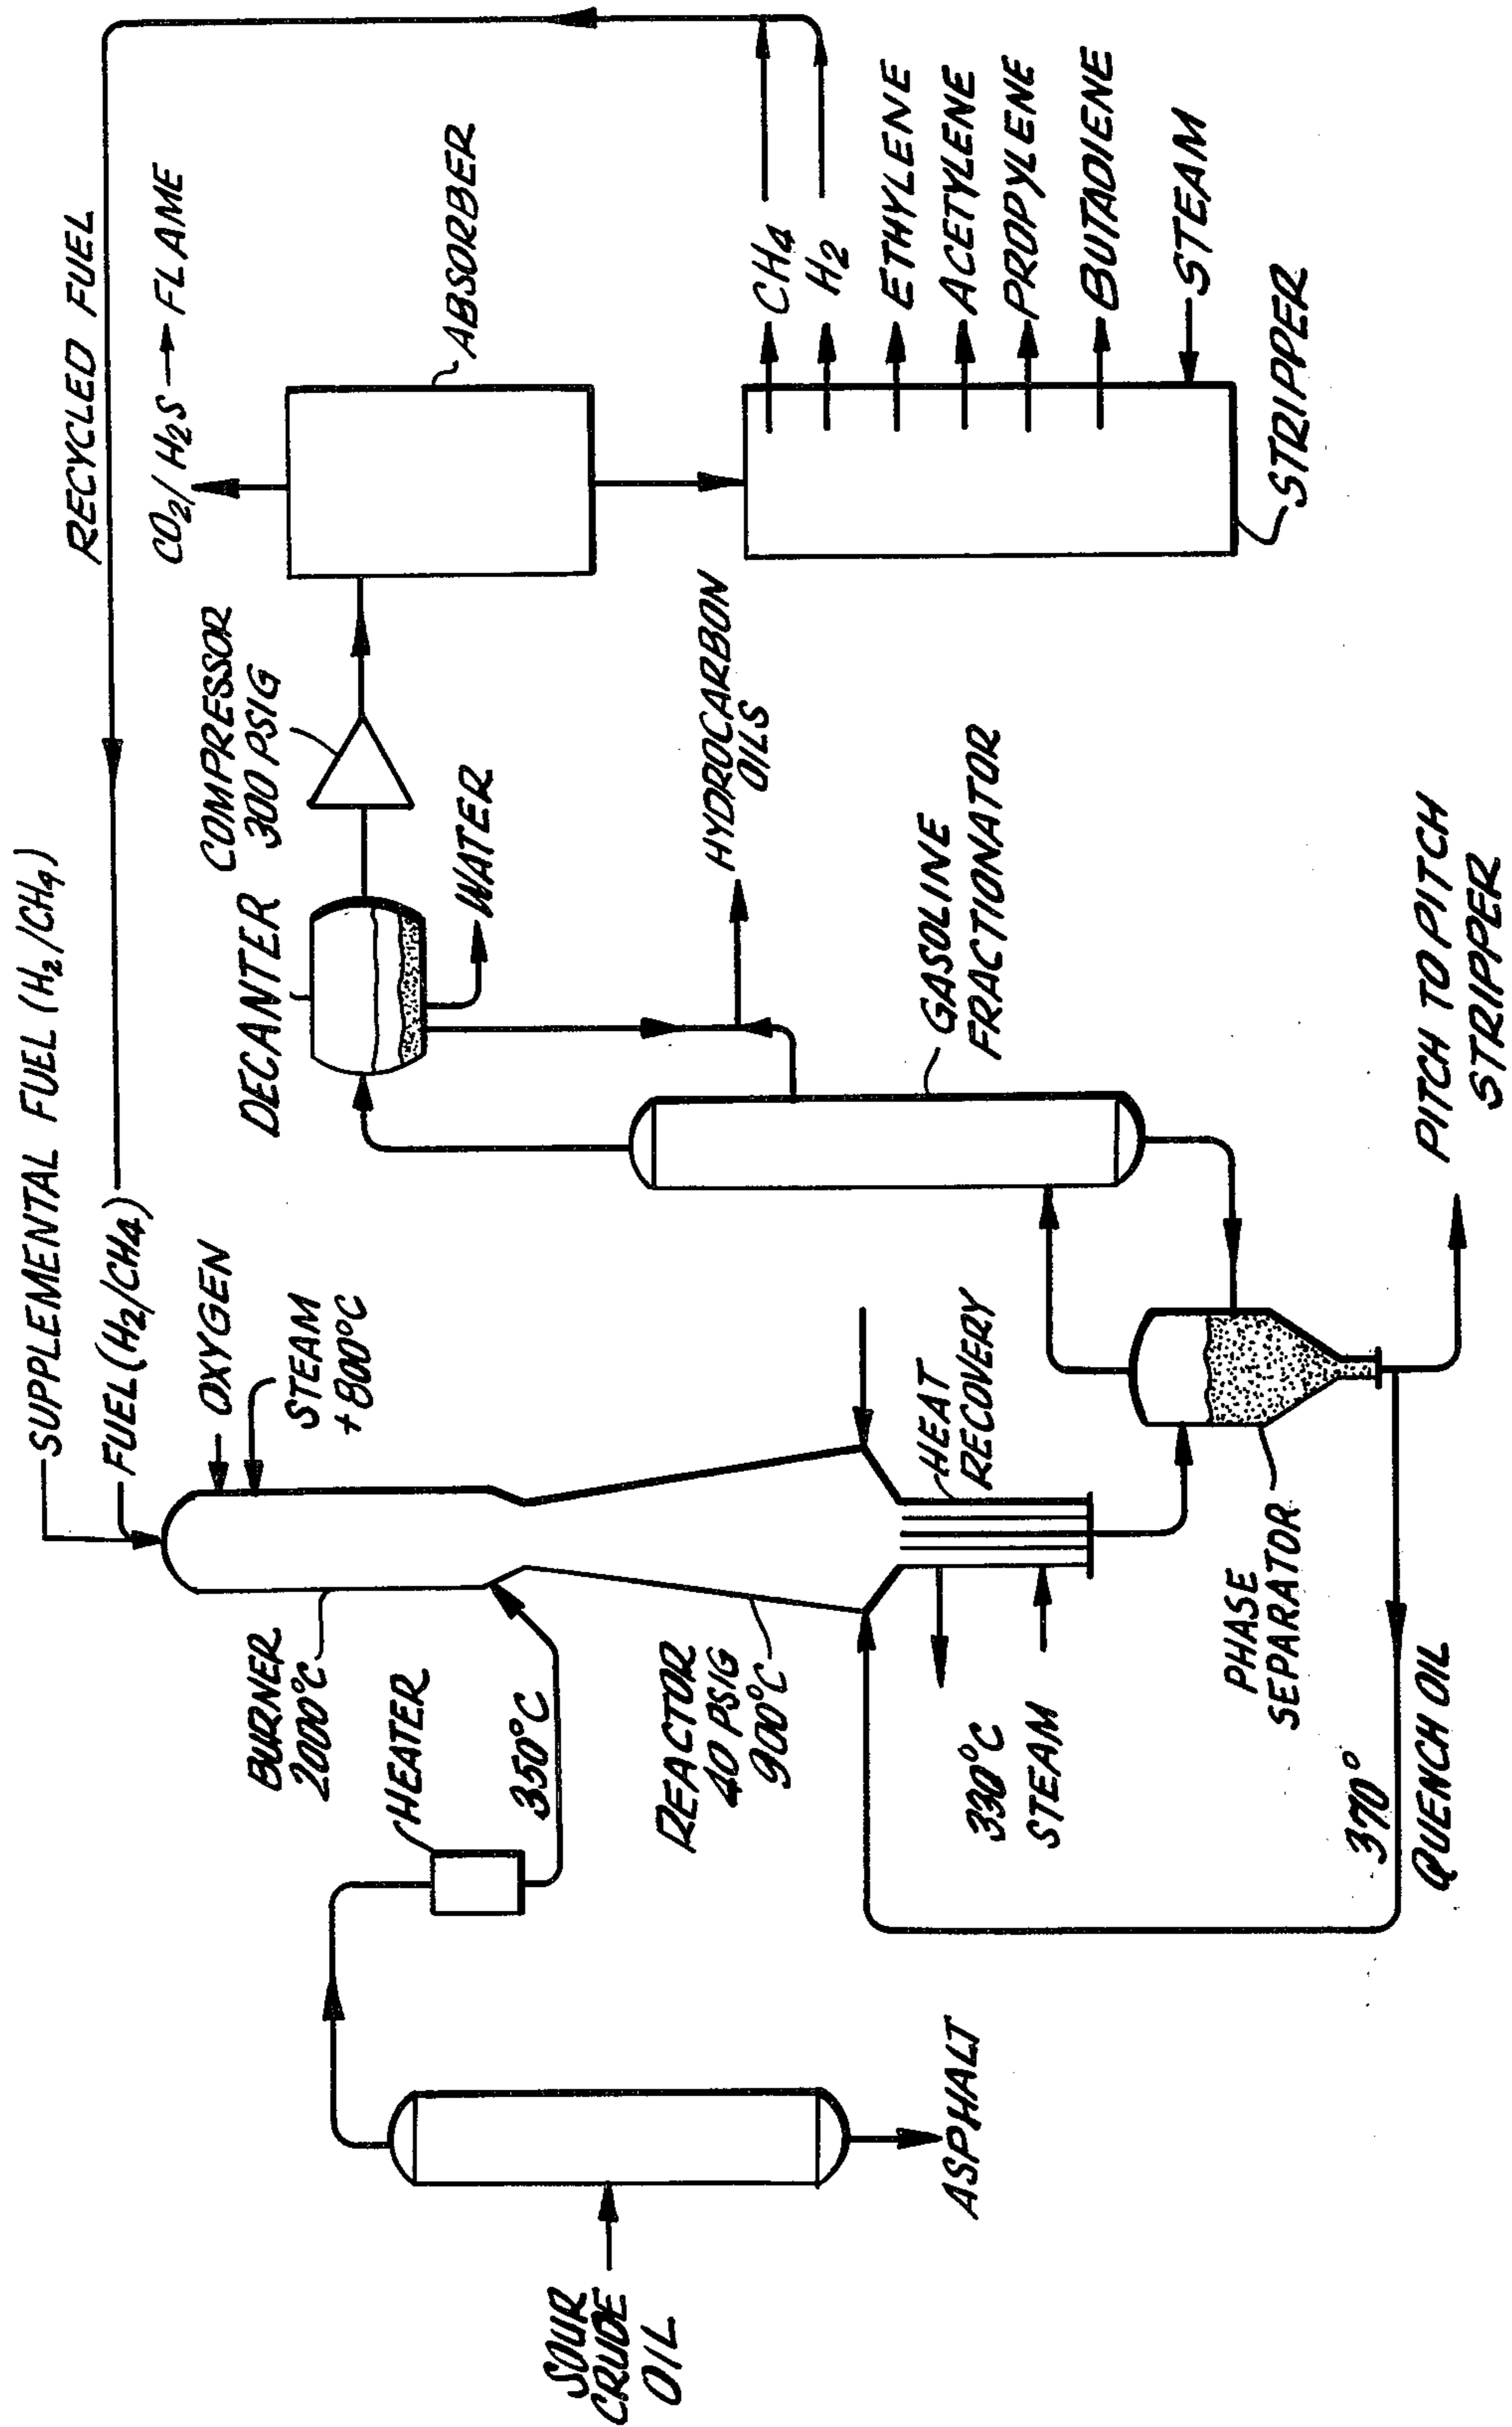 SUPPLEMENTAL FUEL (H2/CH4)
FUEL (H2/CH4)
RECYCLED FUEL
OXYGEN
STEAM
+800°C
CO2/H2S → FLAME
DECANTER
COMPRESSOR
300 PSIG
ABSORBER
BURNER
2000°C
HEATER
350°C
WATER
SOUR
CRUDE
OIL
ASPHALT
REACTOR
40 PSIG
900°C
HYDROCARBON
OILS
CH4
H2
ETHYLENE
ACETYLENE
PROPYLENE
BUTADIENE
STEAM
STRIPPER
HEAT
RECOVERY
GASOLINE
FRACTIONATOR
330°C
STEAM
PHASE
SEPARATOR
370°
QUENCH OIL
PITCH TO PITCH
STRIPPER